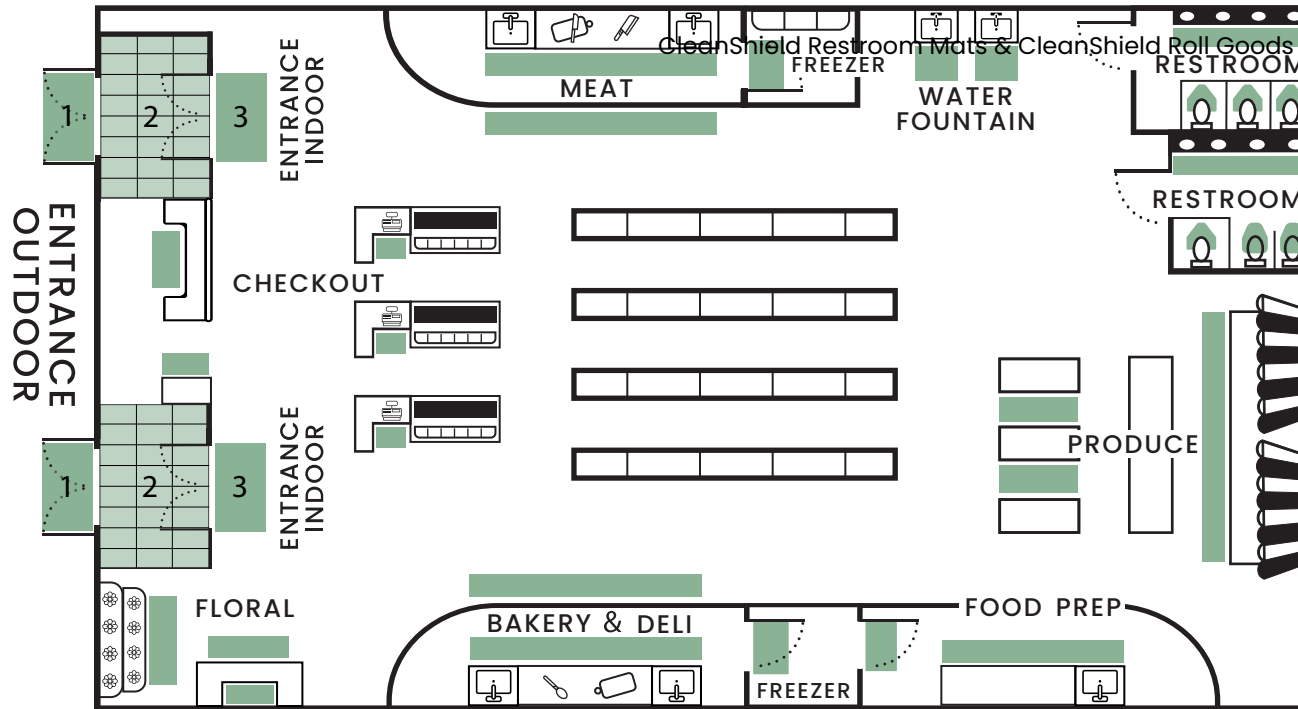 CleanShield Restroom Mats & CleanShield Roll Goods
MEAT
FREEZER
WATER
FOUNTAIN
RESTROOM
RESTROOM
1
2
3
ENTRANCE
INDOOR
ENTRANCE
OUTDOOR
CHECKOUT
1
2
3
ENTRANCE
INDOOR
PRODUCE
FLORAL
BAKERY & DELI
FREEZER
FOOD PREP